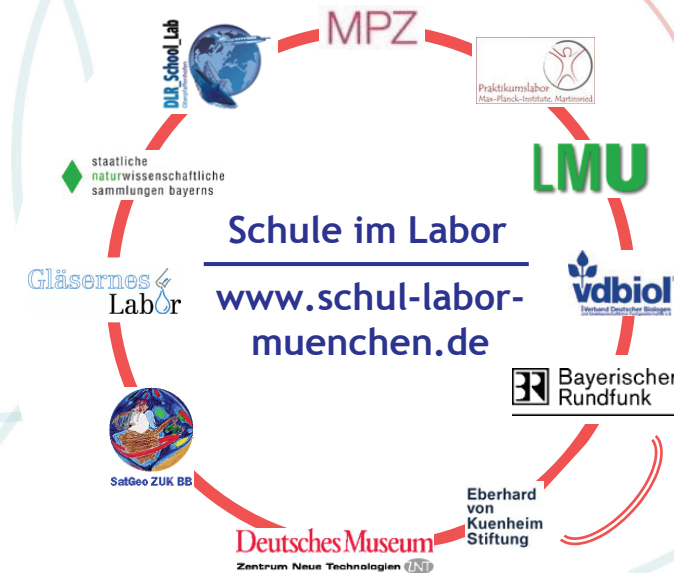 MPZ
DLR_School_Lab
Oberpfaffenhofen
Praktikumslabor
Max-Planck-Institute, Martinsried
staatliche
naturwissenschaftliche
sammlungen bayerns
LMU
Schule im Labor
www.schul-labor-
muenchen.de
Gläsernes
Labor
vdbiol
Verband Deutscher Biologen
Bayerischer
Rundfunk
SatGeo ZUK BB
Eberhard
von
Kuenheim
Stiftung
Deutsches Museum
Zentrum Neue Technologien ZNT